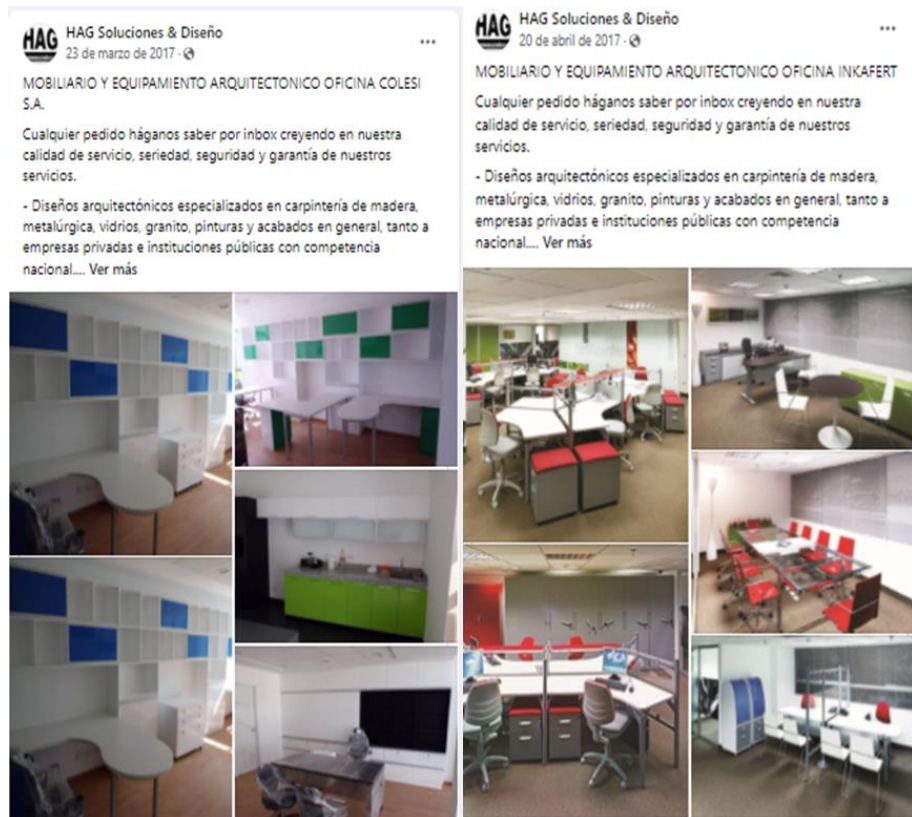 HAG
HAG Soluciones & Diseño
23 de marzo de 2017 ·
MOBILIARIO Y EQUIPAMIENTO ARQUITECTONICO OFICINA COLESI
S.A.
Cualquier pedido háganos saber por inbox creyendo en nuestra
calidad de servicio, seriedad, seguridad y garantía de nuestros
servicios.
- Diseños arquitectónicos especializados en carpintería de madera,
metalúrgica, vidrios, granito, pinturas y acabados en general, tanto a
empresas privadas e instituciones públicas con competencia
nacional.... Ver más
HAG
HAG Soluciones & Diseño
20 de abril de 2017 ·
MOBILIARIO Y EQUIPAMIENTO ARQUITECTONICO OFICINA INKAFERT
Cualquier pedido háganos saber por inbox creyendo en nuestra
calidad de servicio, seriedad, seguridad y garantía de nuestros
servicios.
- Diseños arquitectónicos especializados en carpintería de madera,
metalúrgica, vidrios, granito, pinturas y acabados en general, tanto a
empresas privadas e instituciones públicas con competencia
nacional.... Ver más